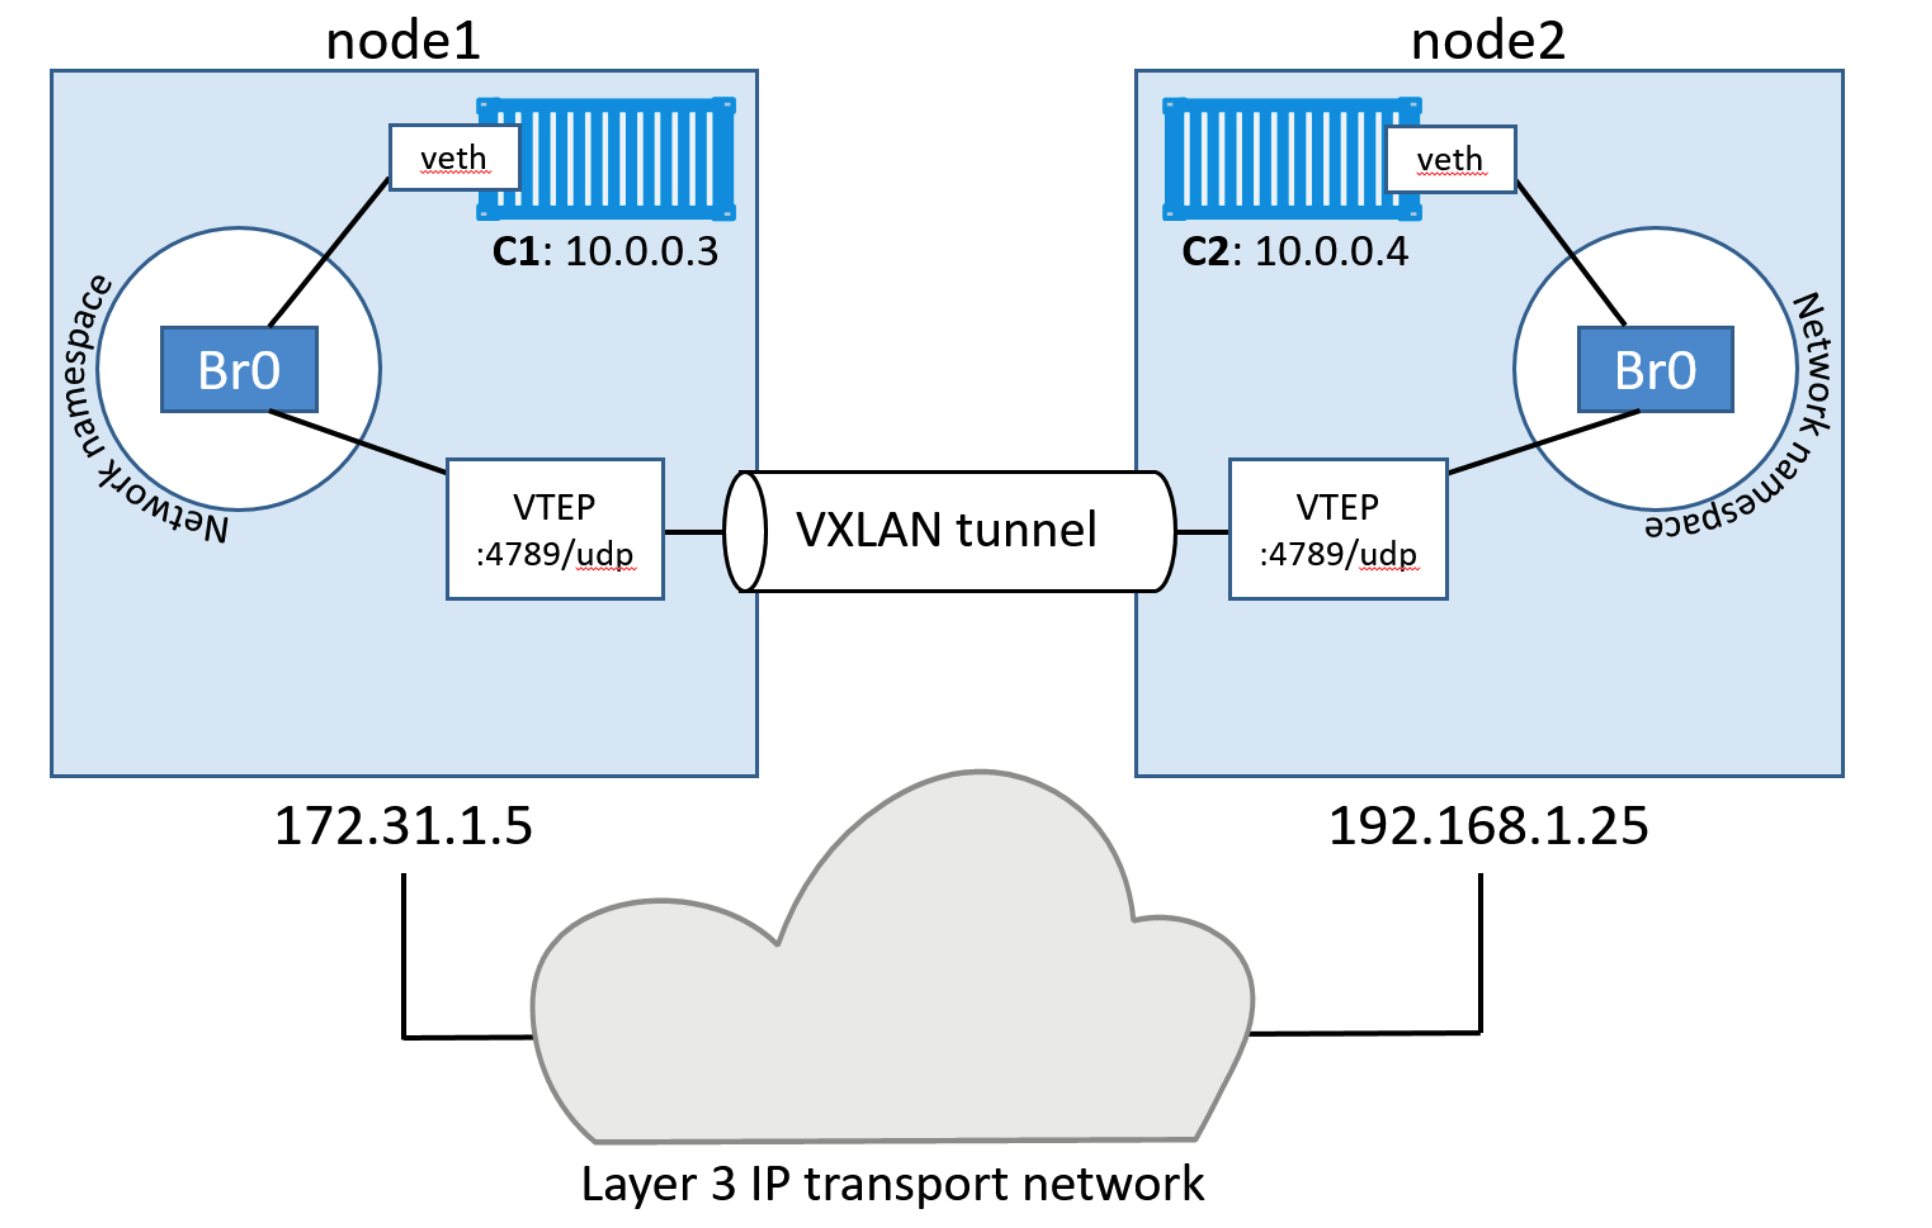 node1
node2
veth
veth
C1: 10.0.0.3
C2: 10.0.0.4
Network namespace
Network namespace
Br0
Br0
VTEP
:4789/udp
VXLAN tunnel
VTEP
:4789/udp
172.31.1.5
192.168.1.25
Layer 3 IP transport network